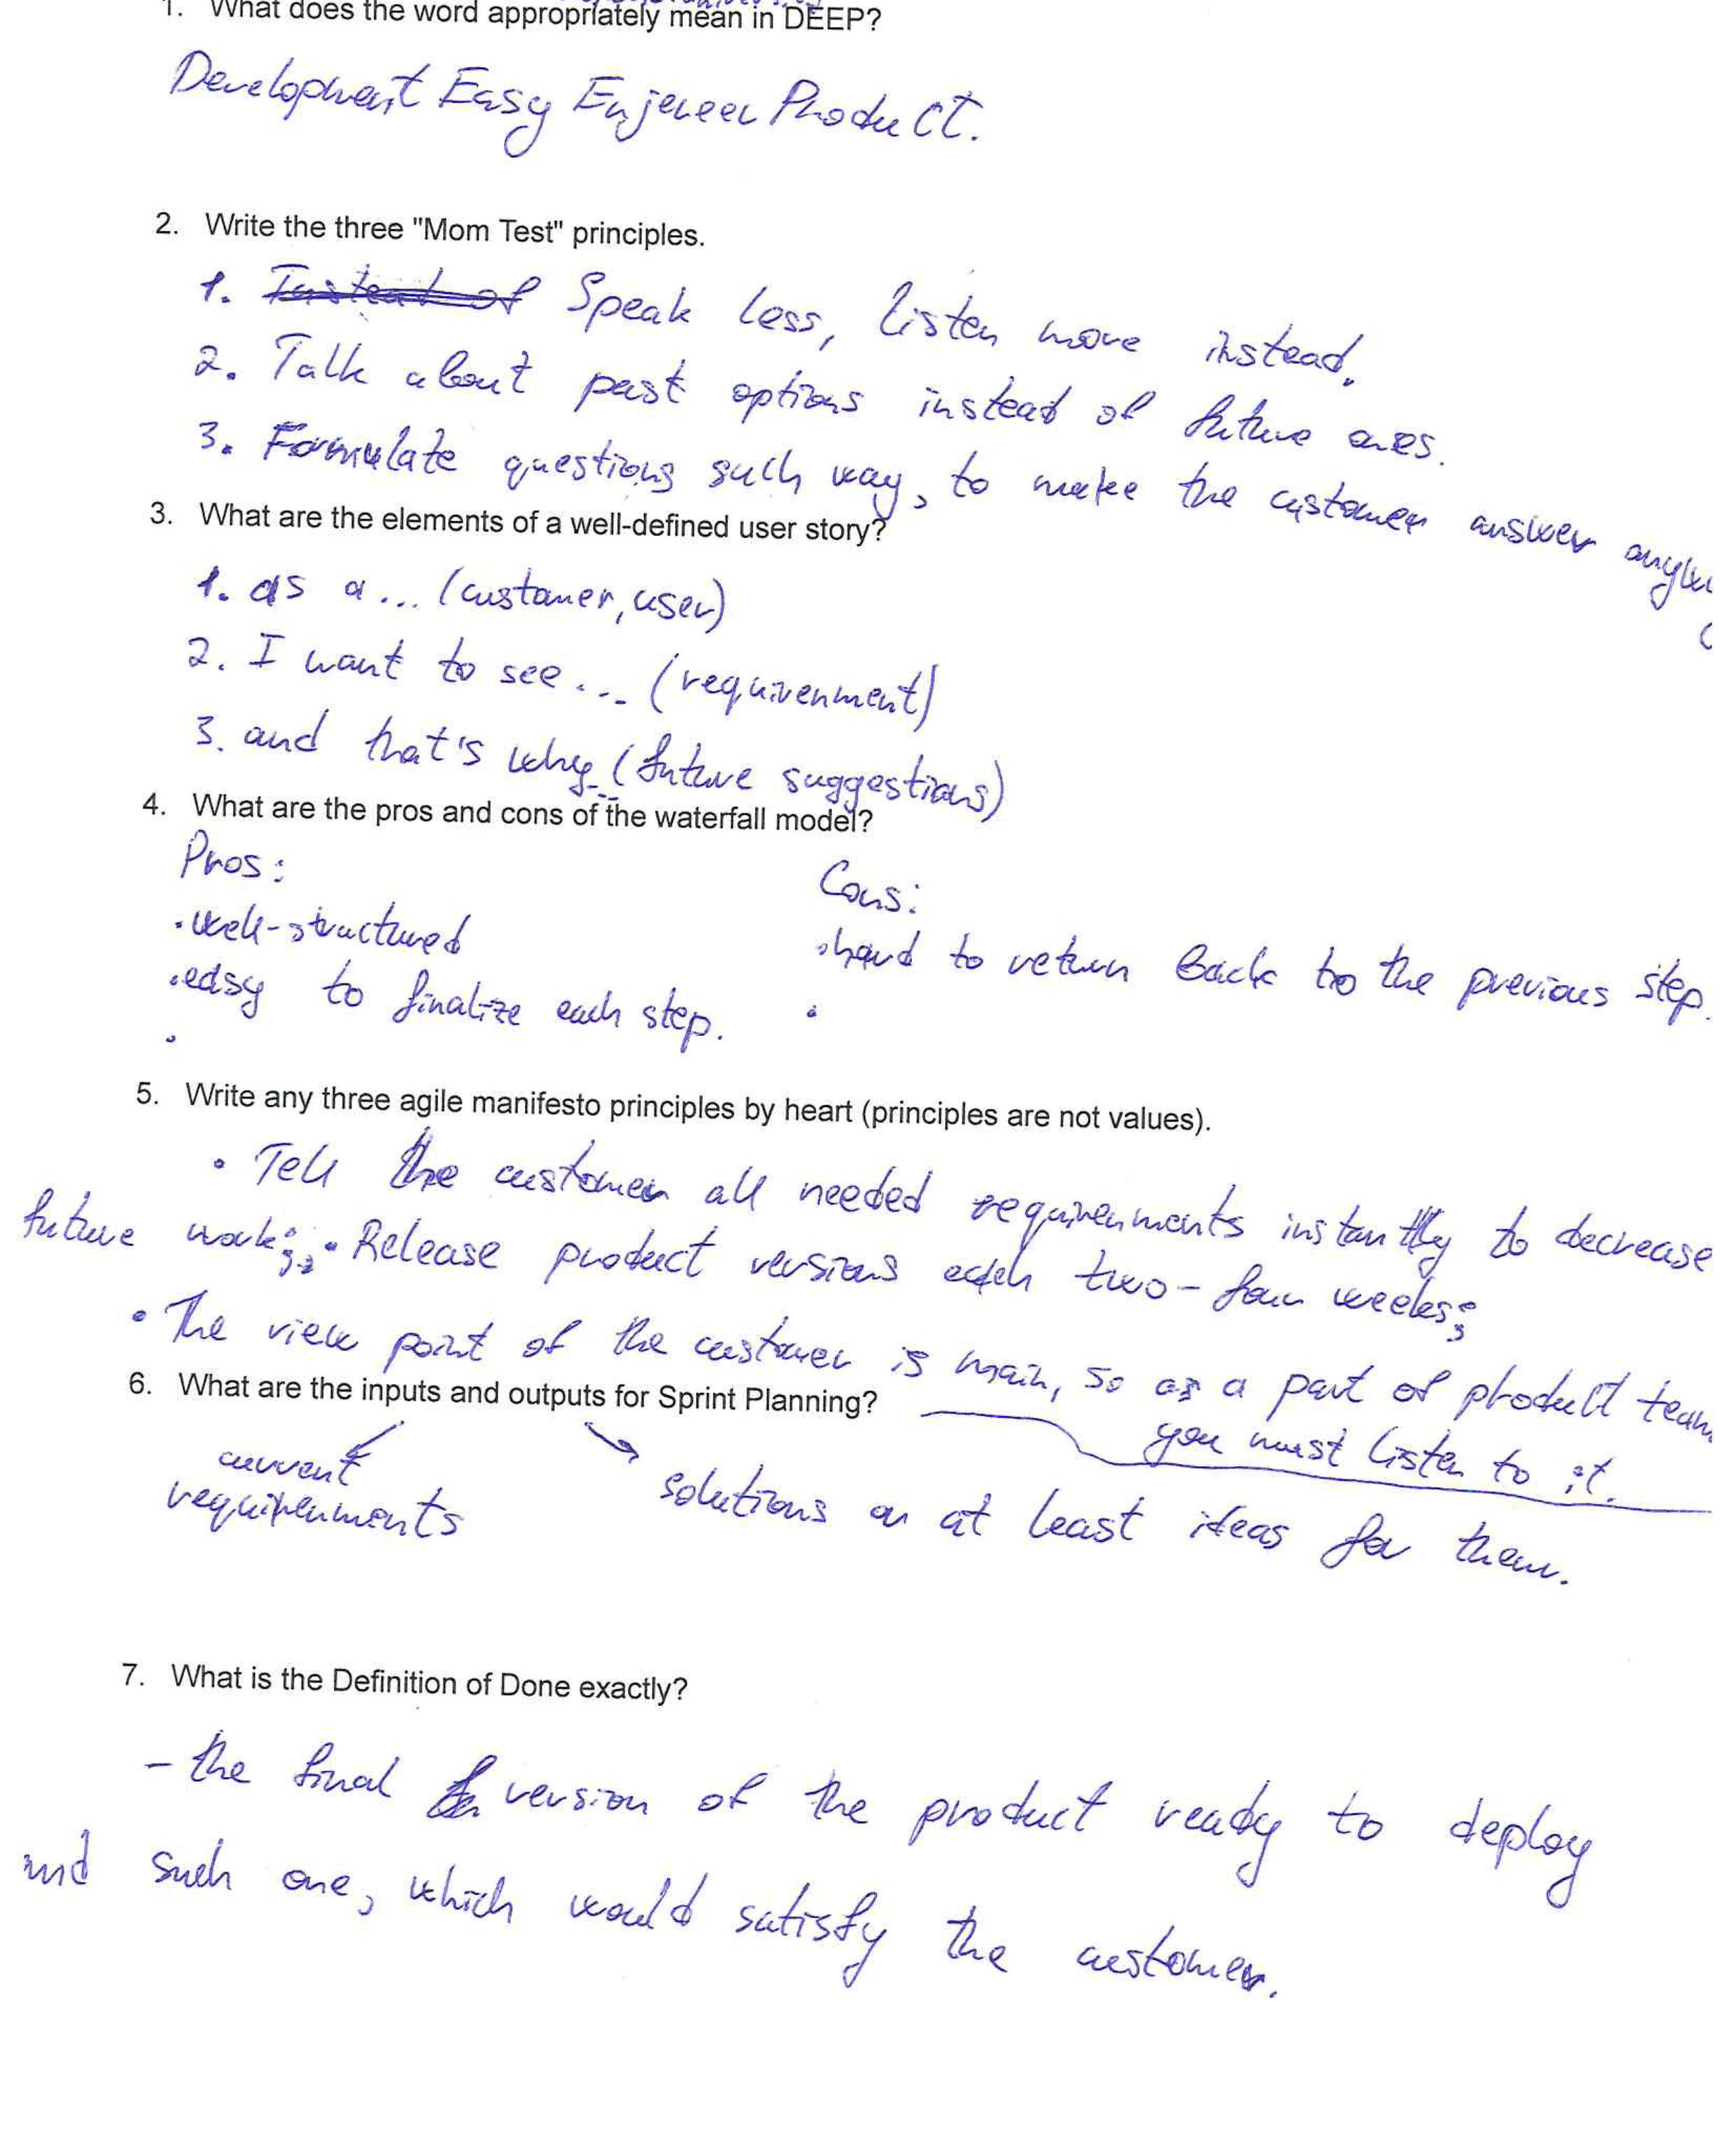 1. What does the word appropriately mean in DEEP?
Development Easy Enjeneer Product.
2. Write the three "Mom Test" principles.
1. Instead of Speak less, listen more instead.
2. Talk about past options instead of future ones.
3. Formulate questions such way, to make the customer answer
3. What are the elements of a well-defined user story?
1. as a... (customer, user)
2. I want to see... (requirenment)
3. and that's why... (future suggestions)
4. What are the pros and cons of the waterfall model?
Pros:
Cons:
• well-structured
• hard to return back to the previous step.
• easy to finalize each step.
5. Write any three agile manifesto principles by heart (principles are not values).
• Tell the customer all needed requirenments instantly to decrease
future work; • Release product versions each two-four weeks;
• The view point of the customer is main, so as a part of product team
you must listen to it.
6. What are the inputs and outputs for Sprint Planning?
current
requirenments
solutions or at least ideas for them.
7. What is the Definition of Done exactly?
- the final version of the product ready to deploy
and such one, which would satisfy the customer.